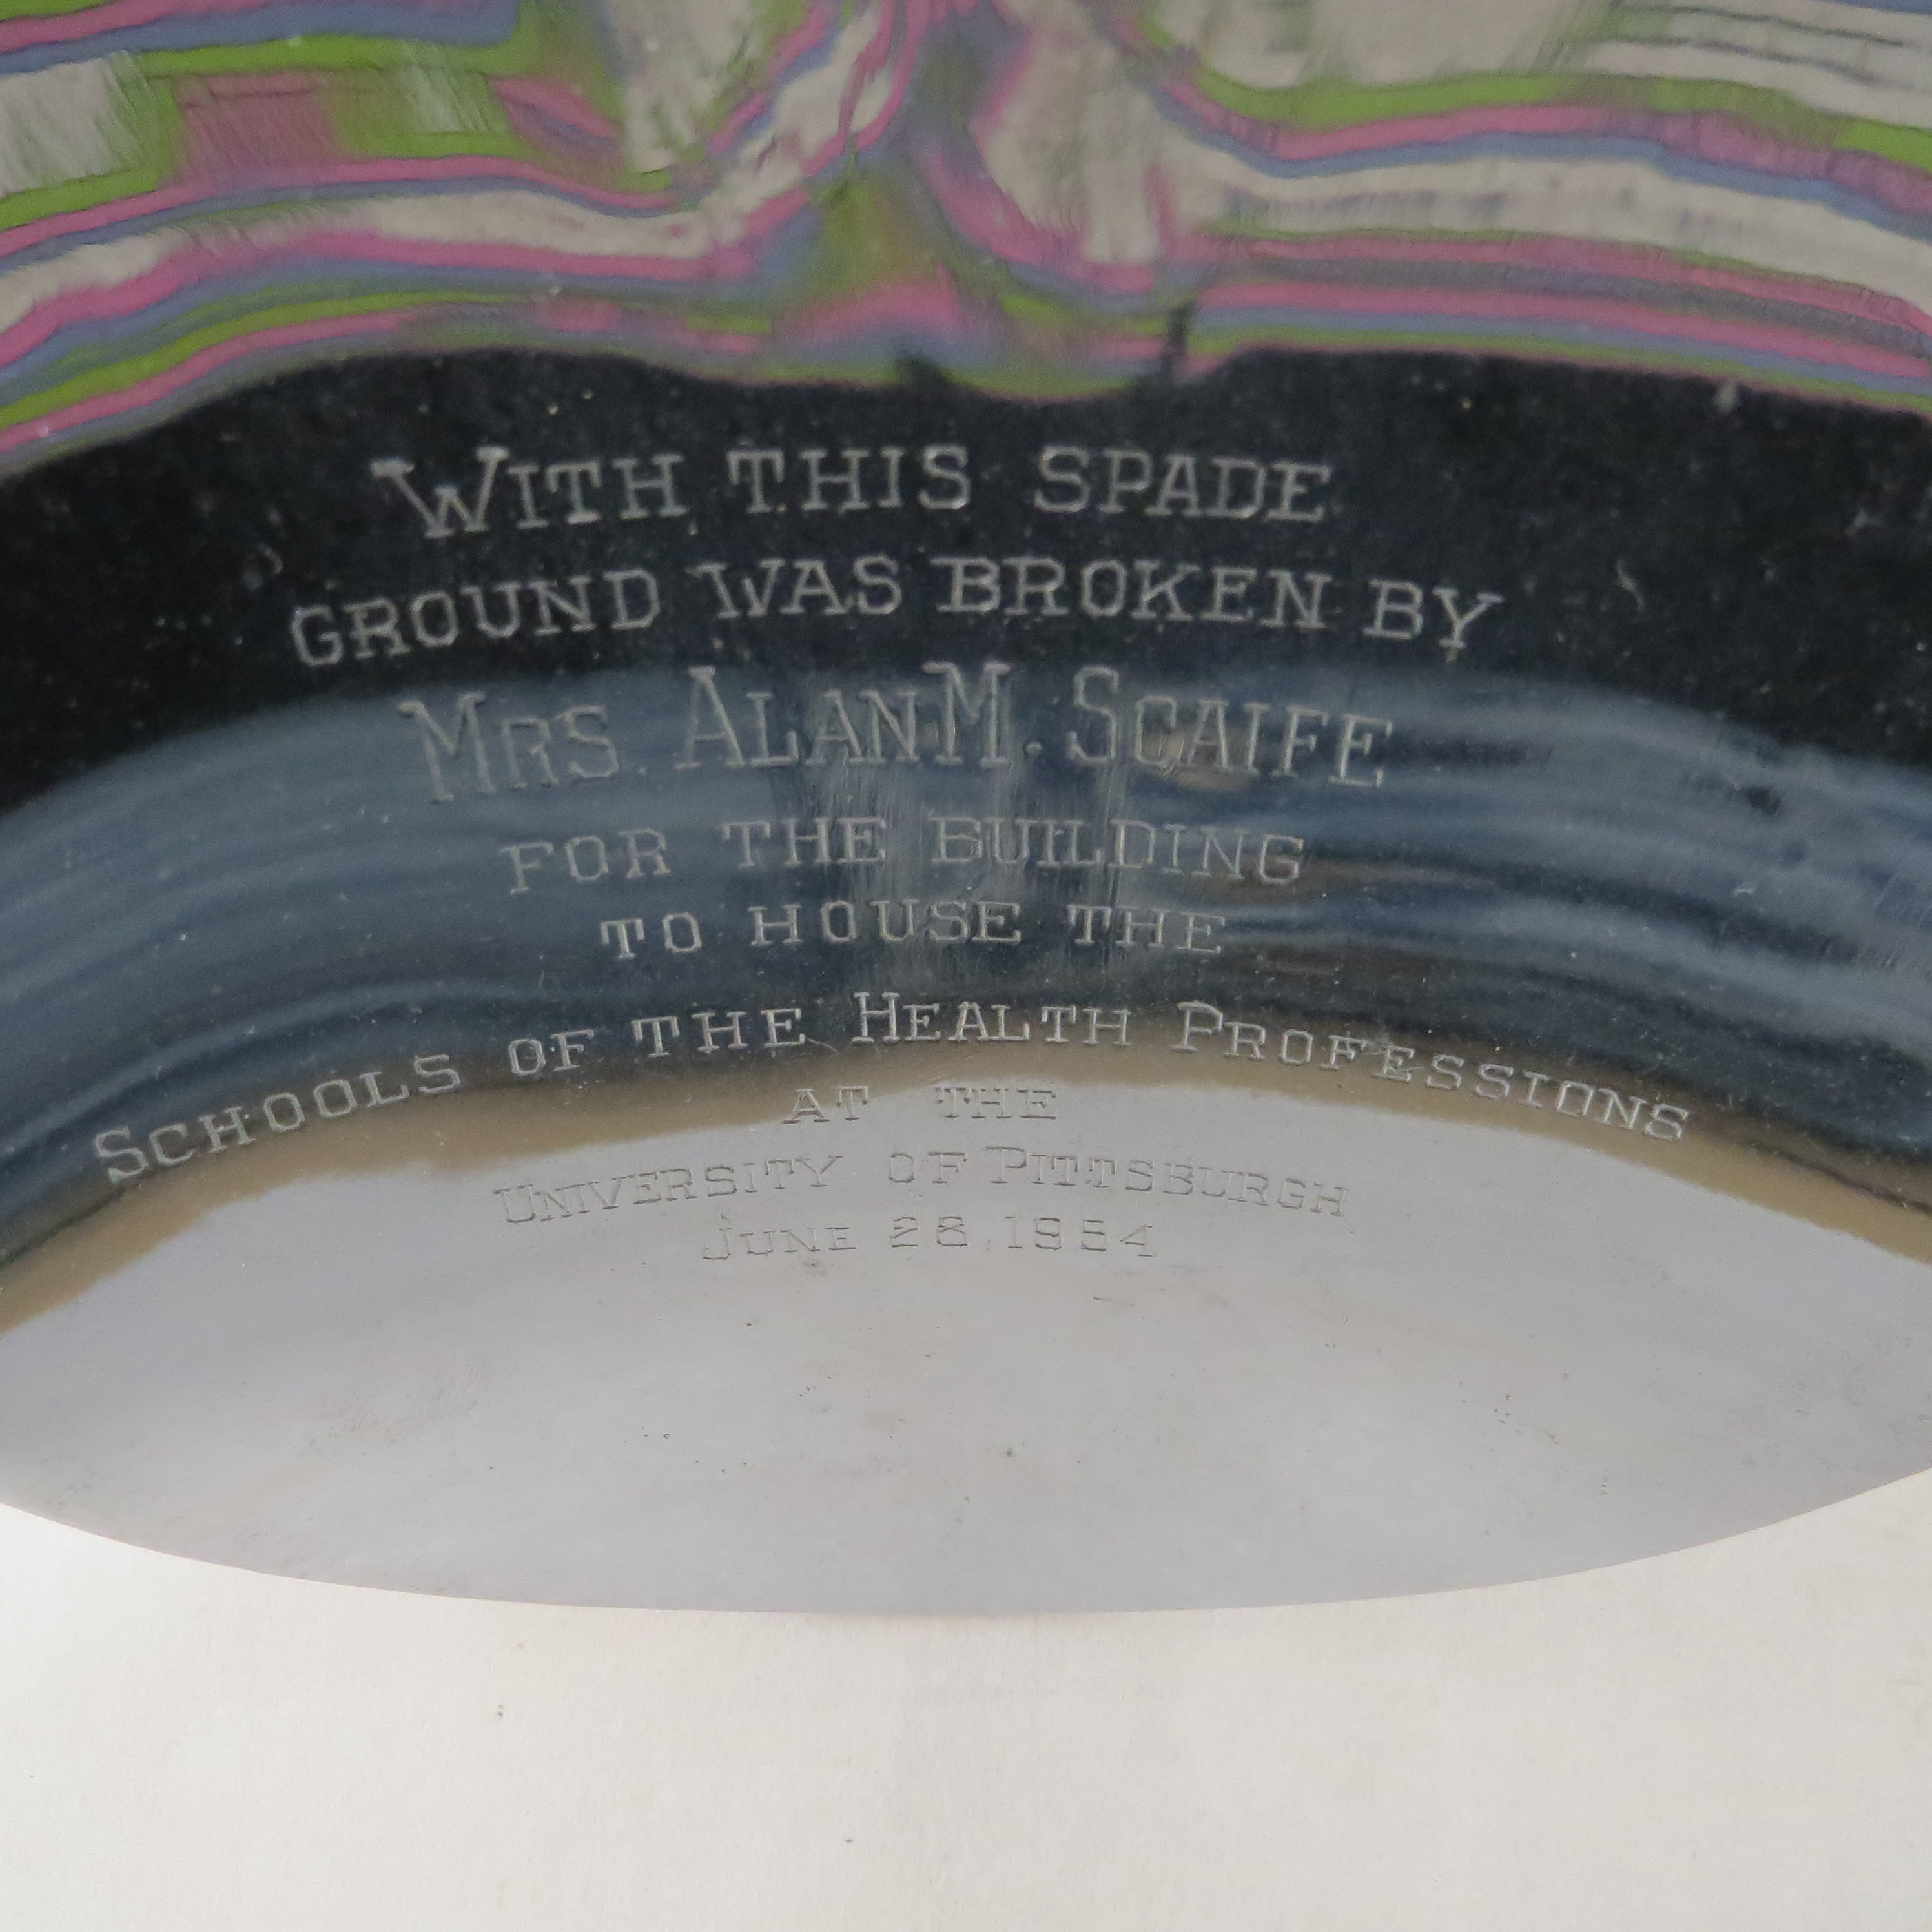 WITH THIS SPADE
GROUND WAS BROKEN BY
MRS. ALAN M. SCAIFE
FOR THE BUILDING
TO HOUSE THE
SCHOOLS OF THE HEALTH PROFESSIONS
AT THE
UNIVERSITY OF PITTSBURGH
JUNE 28, 1954